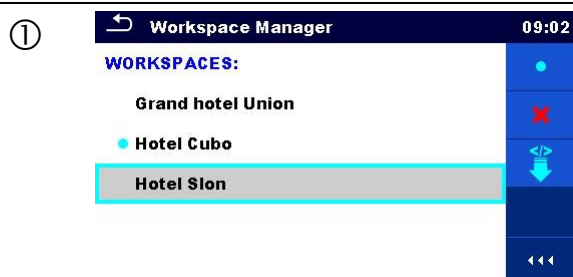 ①
Workspace Manager 09:02
WORKSPACES:
Grand hotel Union
Hotel Cubo
Hotel Slon